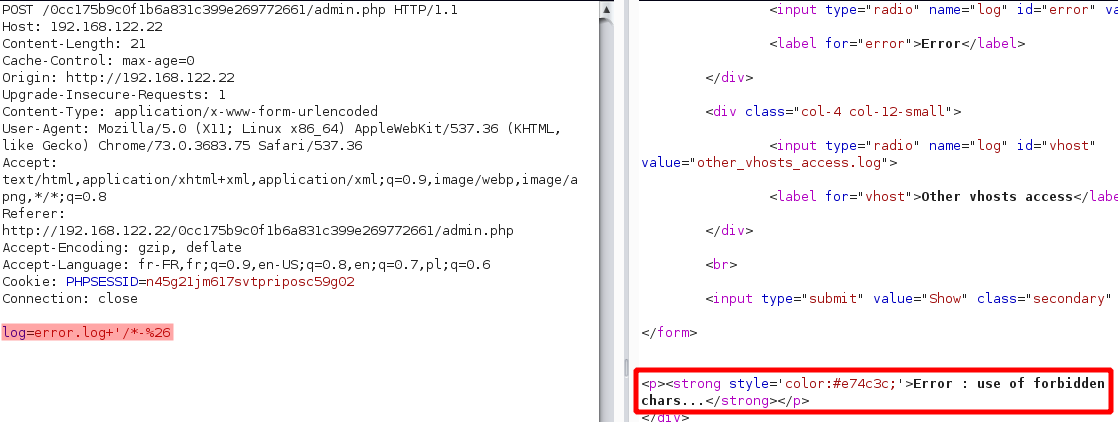 POST /0cc175b9c0f1b6a831c399e269772661/admin.php HTTP/1.1
Host: 192.168.122.22
Content-Length: 21
Cache-Control: max-age=0
Origin: http://192.168.122.22
Upgrade-Insecure-Requests: 1
Content-Type: application/x-www-form-urlencoded
User-Agent: Mozilla/5.0 (X11; Linux x86_64) AppleWebKit/537.36 (KHTML,
like Gecko) Chrome/73.0.3683.75 Safari/537.36
Accept:
text/html,application/xhtml+xml,application/xml;q=0.9,image/webp,image/a
png,*/*;q=0.8
Referer:
http://192.168.122.22/0cc175b9c0f1b6a831c399e269772661/admin.php
Accept-Encoding: gzip, deflate
Accept-Language: fr-FR,fr;q=0.9,en-US;q=0.8,en;q=0.7,pl;q=0.6
Cookie: PHPSESSID=n45g21jm617svtpriposc59g02
Connection: close
log=error.log+'/*-%26
<input type="radio" name="log" id="error" va
<label for="error">Error</label>
</div>
<div class="col-4 col-12-small">
<input type="radio" name="log" id="vhost"
value="other_vhosts_access.log">
<label for="vhost">Other vhosts access</labe
</div>
<br>
<input type="submit" value="Show" class="secondary"
</form>
<p><strong style='color:#e74c3c;'>Error : use of forbidden
chars...</strong></p>
</div>